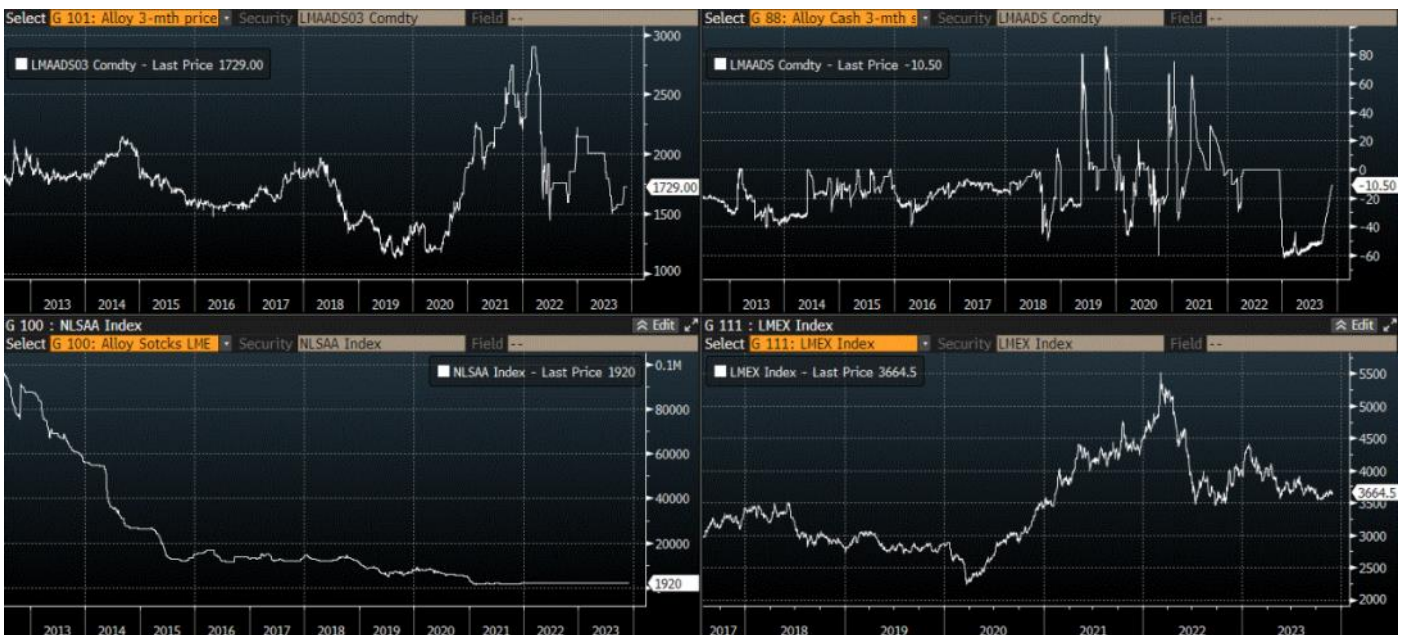 Select G 101: Alloy 3-mth price Security LMAADS03 Comdty Field --
LMAADS03 Comdty - Last Price 1729.00
3000
2500
2000
1729.00
1500
1000
2013 2014 2015 2016 2017 2018 2019 2020 2021 2022 2023
Select G 88: Alloy Cash 3-mth s Security LMAADS Comdty Field --
LMAADS Comdty - Last Price -10.50
80
60
40
20
0
-10.50
-20
-40
-60
2013 2014 2015 2016 2017 2018 2019 2020 2021 2022 2023
G 100 : NLSAA Index Edit
Select G 100: Alloy Sotcks LME Security NLSAA Index Field --
NLSAA Index - Last Price 1920
0.1M
80000
60000
40000
20000
1920
2013 2014 2015 2016 2017 2018 2019 2020 2021 2022 2023
G 111 : LMEX Index Edit
Select G 111: LMEX Index Security LMEX Index Field --
LMEX Index - Last Price 3664.5
5500
5000
4500
4000
3664.5
3500
3000
2500
2000
2017 2018 2019 2020 2021 2022 2023